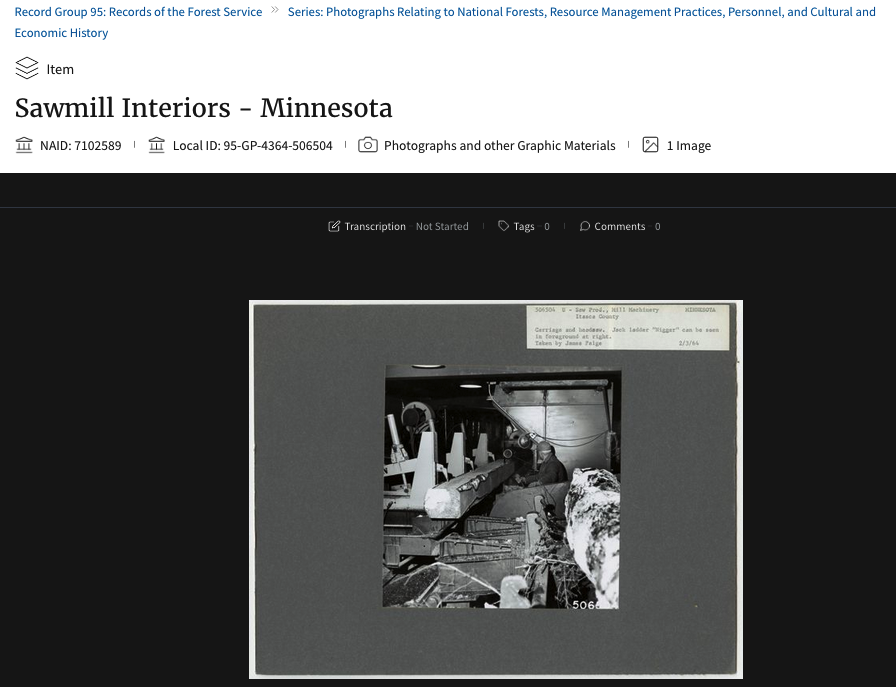 Record Group 95: Records of the Forest Service » Series: Photographs Relating to National Forests, Resource Management Practices, Personnel, and Cultural and
Economic History
Item
Sawmill Interiors - Minnesota
NAID: 7102589 Local ID: 95-GP-4364-506504 Photographs and other Graphic Materials 1 Image
Transcription Not Started Tags 0 Comments 0
506504 U - Saw Prod., Mill Machinery MINNESOTA
Itasca County
Carriage and bandsaw. Jack ladder "Nigger" can be seen
in foreground at right.
Taken by James Paige 2/3/64
506